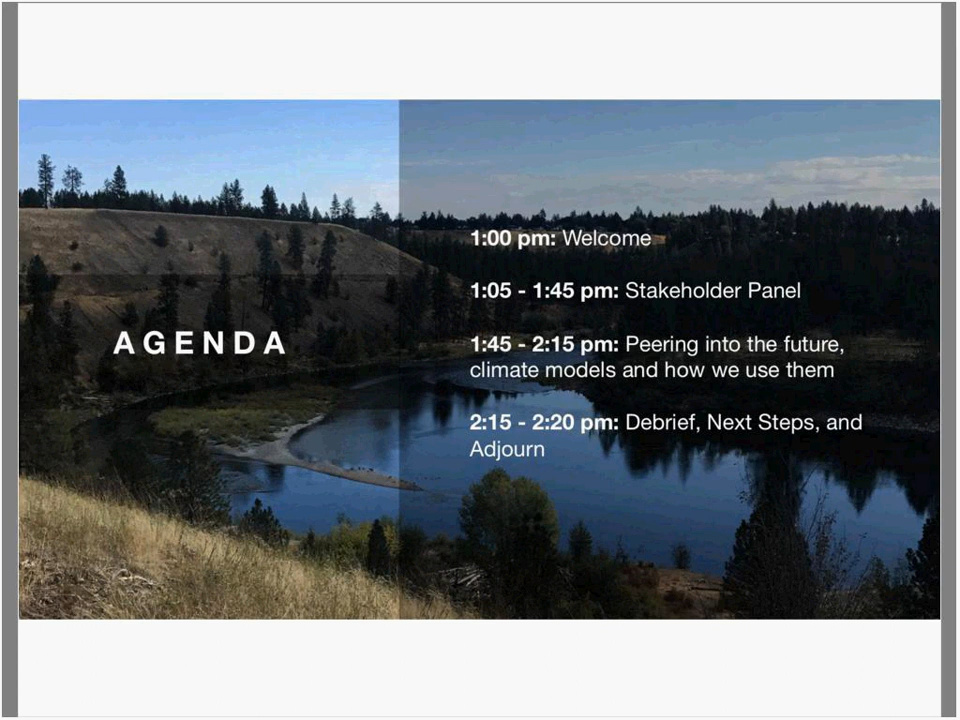 AGENDA
1:00 pm: Welcome
1:05 - 1:45 pm: Stakeholder Panel
1:45 - 2:15 pm: Peering into the future,
climate models and how we use them
2:15 - 2:20 pm: Debrief, Next Steps, and
Adjourn